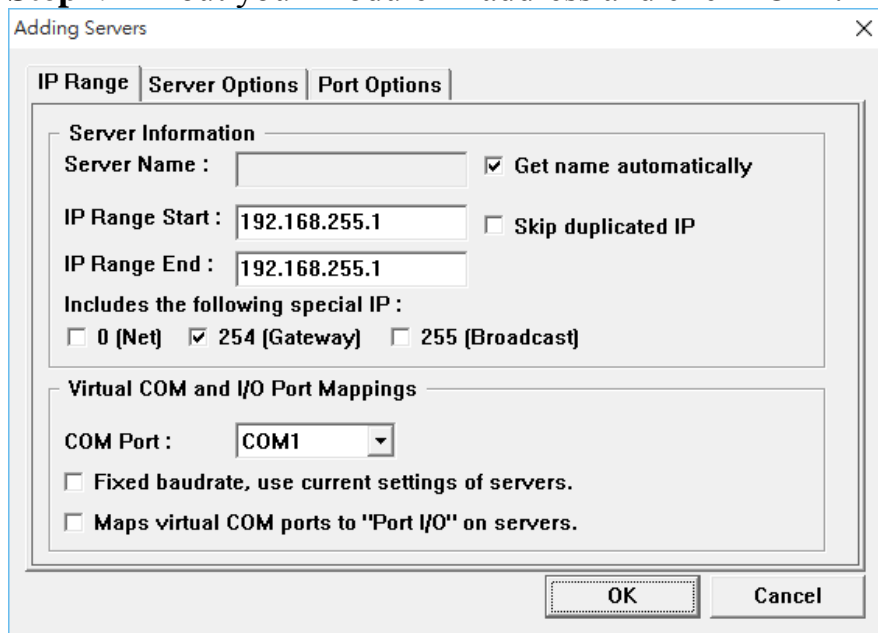 Adding Servers
IP Range Server Options Port Options
Server Information
Server Name : Get name automatically
IP Range Start : 192.168.255.1 Skip duplicated IP
IP Range End : 192.168.255.1
Includes the following special IP :
0 (Net) 254 (Gateway) 255 (Broadcast)
Virtual COM and I/O Port Mappings
COM Port : COM1
Fixed baudrate, use current settings of servers.
Maps virtual COM ports to "Port I/O" on servers.
OK Cancel